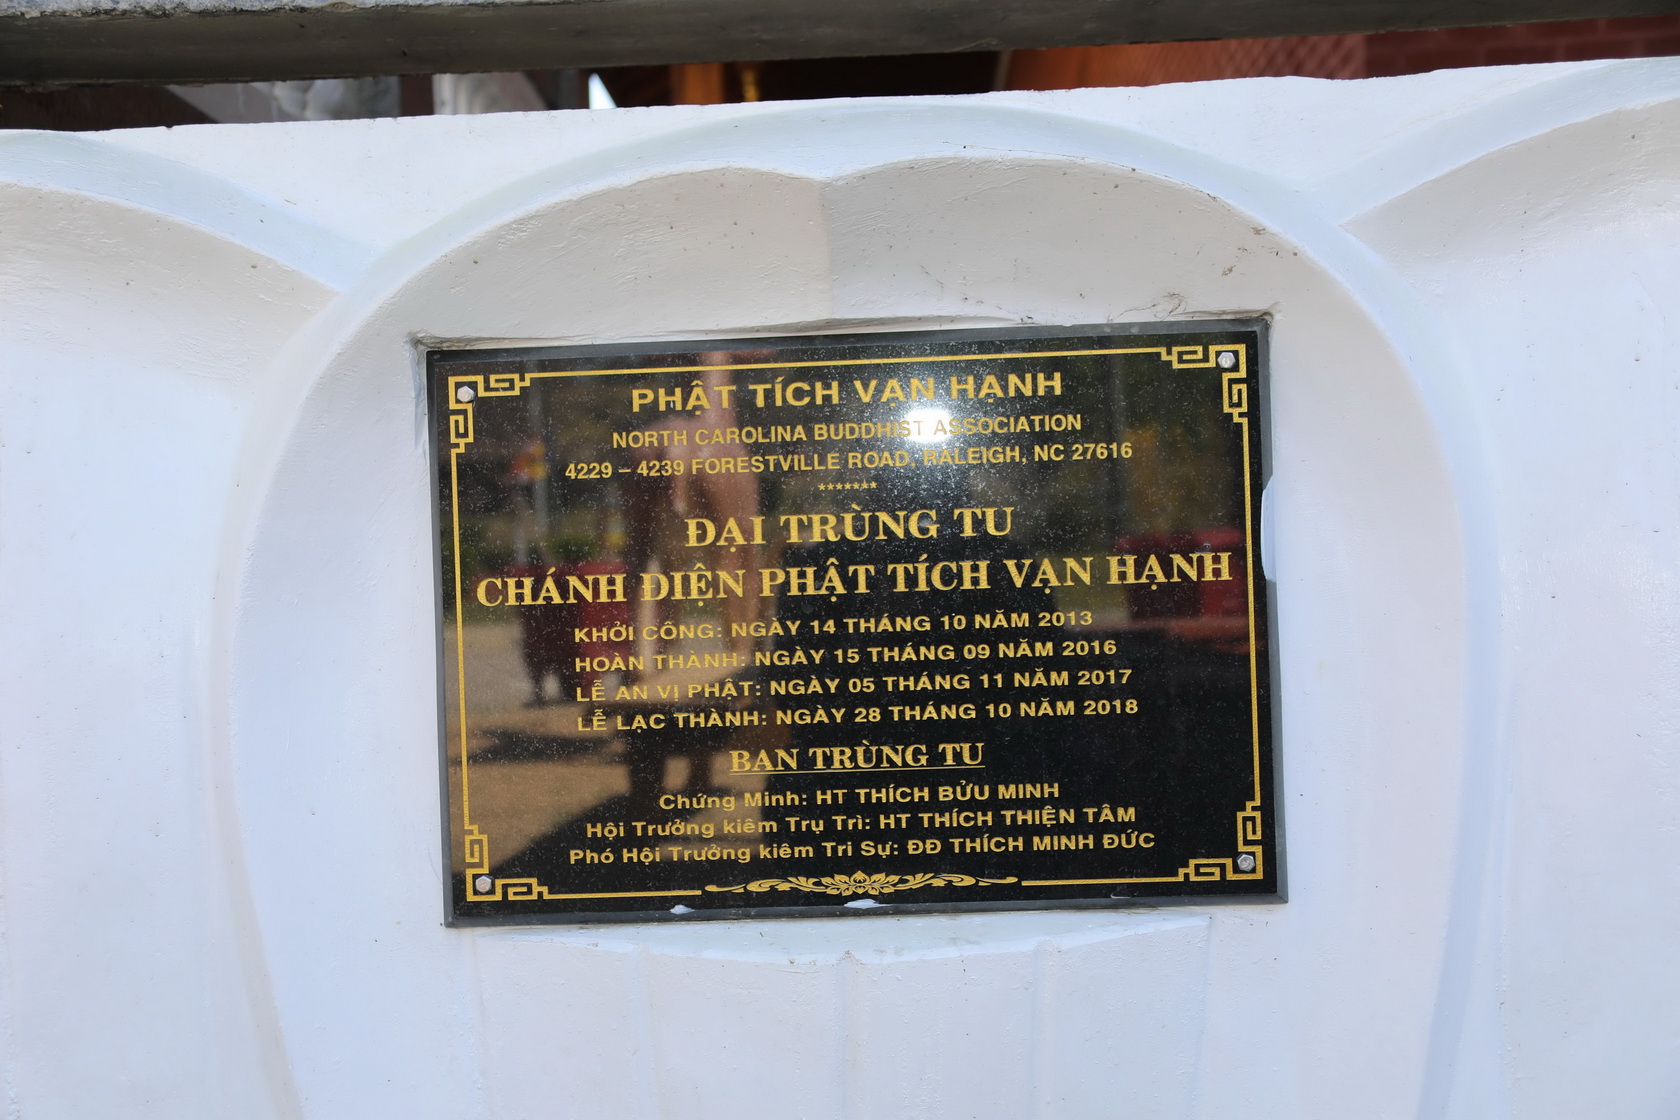 PHẬT TÍCH VẠN HẠNH
NORTH CAROLINA BUDDHIST ASSOCIATION
4229 – 4239 FORESTVILLE ROAD, RALEIGH, NC 27616
*******
ĐẠI TRÙNG TU
CHÁNH ĐIỆN PHẬT TÍCH VẠN HẠNH
KHỞI CÔNG: NGÀY 14 THÁNG 10 NĂM 2013
HOÀN THÀNH: NGÀY 15 THÁNG 09 NĂM 2016
LỄ AN VỊ PHẬT: NGÀY 05 THÁNG 11 NĂM 2017
LỄ LẠC THÀNH: NGÀY 28 THÁNG 10 NĂM 2018
BAN TRÙNG TU
Chứng Minh: HT THÍCH BỬU MINH
Hội Trưởng kiêm Trụ Trì: HT THÍCH THIỆN TÂM
Phó Hội Trưởng kiêm Tri Sự: ĐĐ THÍCH MINH ĐỨC